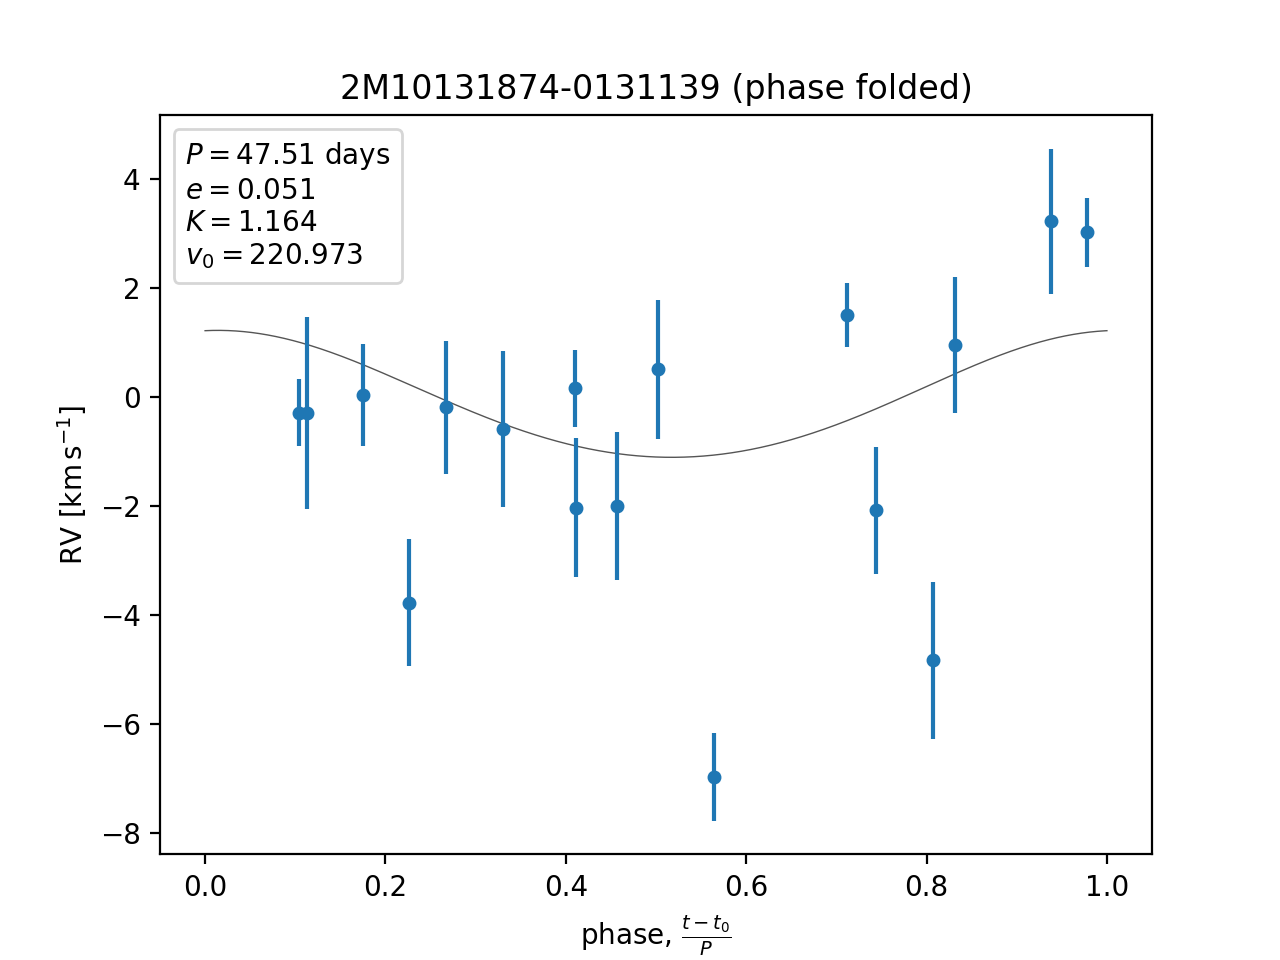 2M10131874-0131139 (phase folded)
P = 47.51 days
e = 0.051
K = 1.164
v₀ = 220.973
4
2
0
−2
−4
−6
−8
RV [km s⁻¹]
0.0 0.2 0.4 0.6 0.8 1.0
phase, (t − t₀)/P